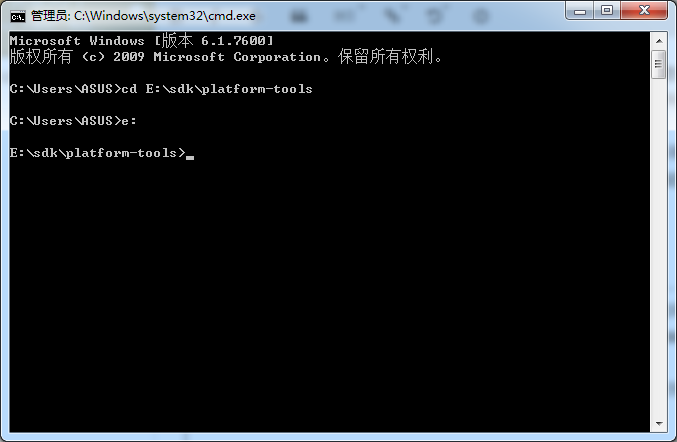 管理员: C:\Windows\system32\cmd.exe
Microsoft Windows [版本 6.1.7600]
版权所有 (c) 2009 Microsoft Corporation。保留所有权利。
C:\Users\ASUS>cd E:\sdk\platform-tools
C:\Users\ASUS>e:
E:\sdk\platform-tools>